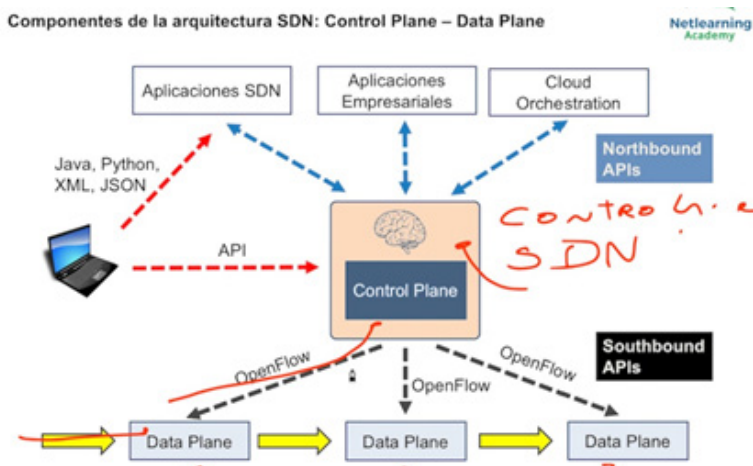 Componentes de la arquitectura SDN: Control Plane – Data Plane
Netlearning
Academy
Aplicaciones SDN
Aplicaciones
Empresariales
Cloud
Orchestration
Java, Python,
XML, JSON
Northbound
APIs
API
SDN
Control Plane
OpenFlow
OpenFlow
OpenFlow
Southbound
APIs
Data Plane
Data Plane
Data Plane